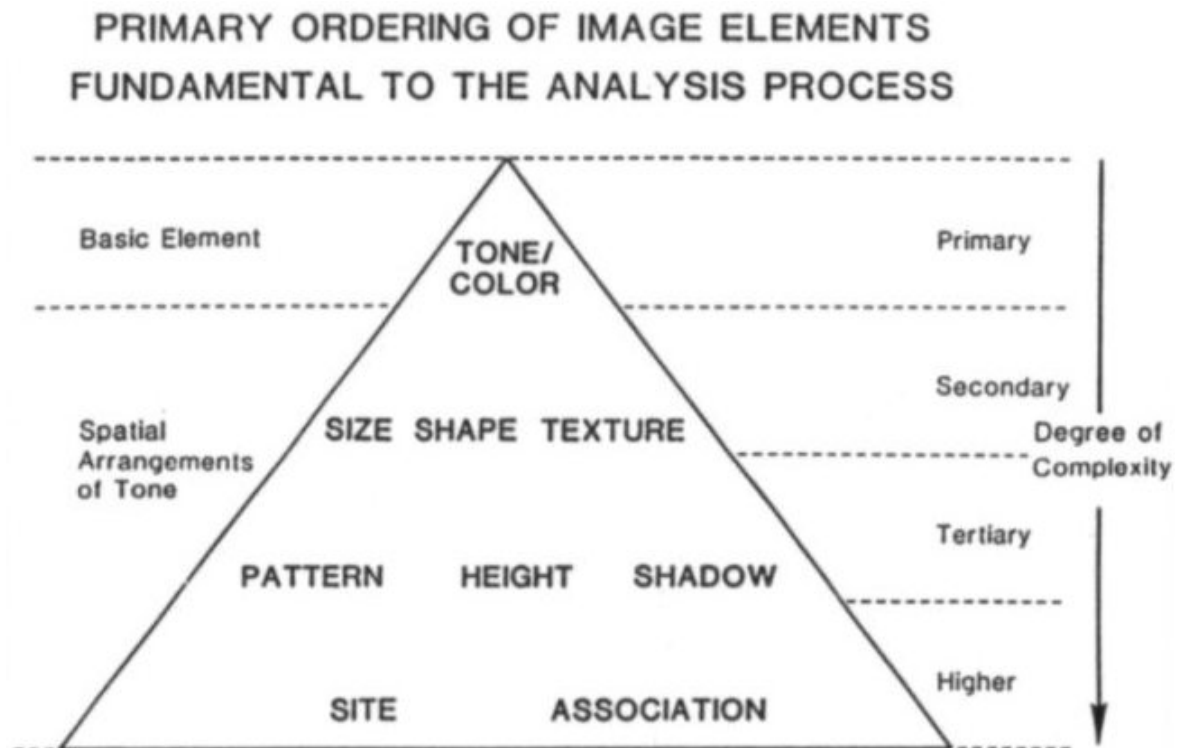 PRIMARY ORDERING OF IMAGE ELEMENTS
FUNDAMENTAL TO THE ANALYSIS PROCESS
Basic Element
TONE/
COLOR
Primary
Secondary
Spatial
Arrangements
of Tone
SIZE SHAPE TEXTURE
Degree of
Complexity
Tertiary
PATTERN HEIGHT SHADOW
Higher
SITE ASSOCIATION